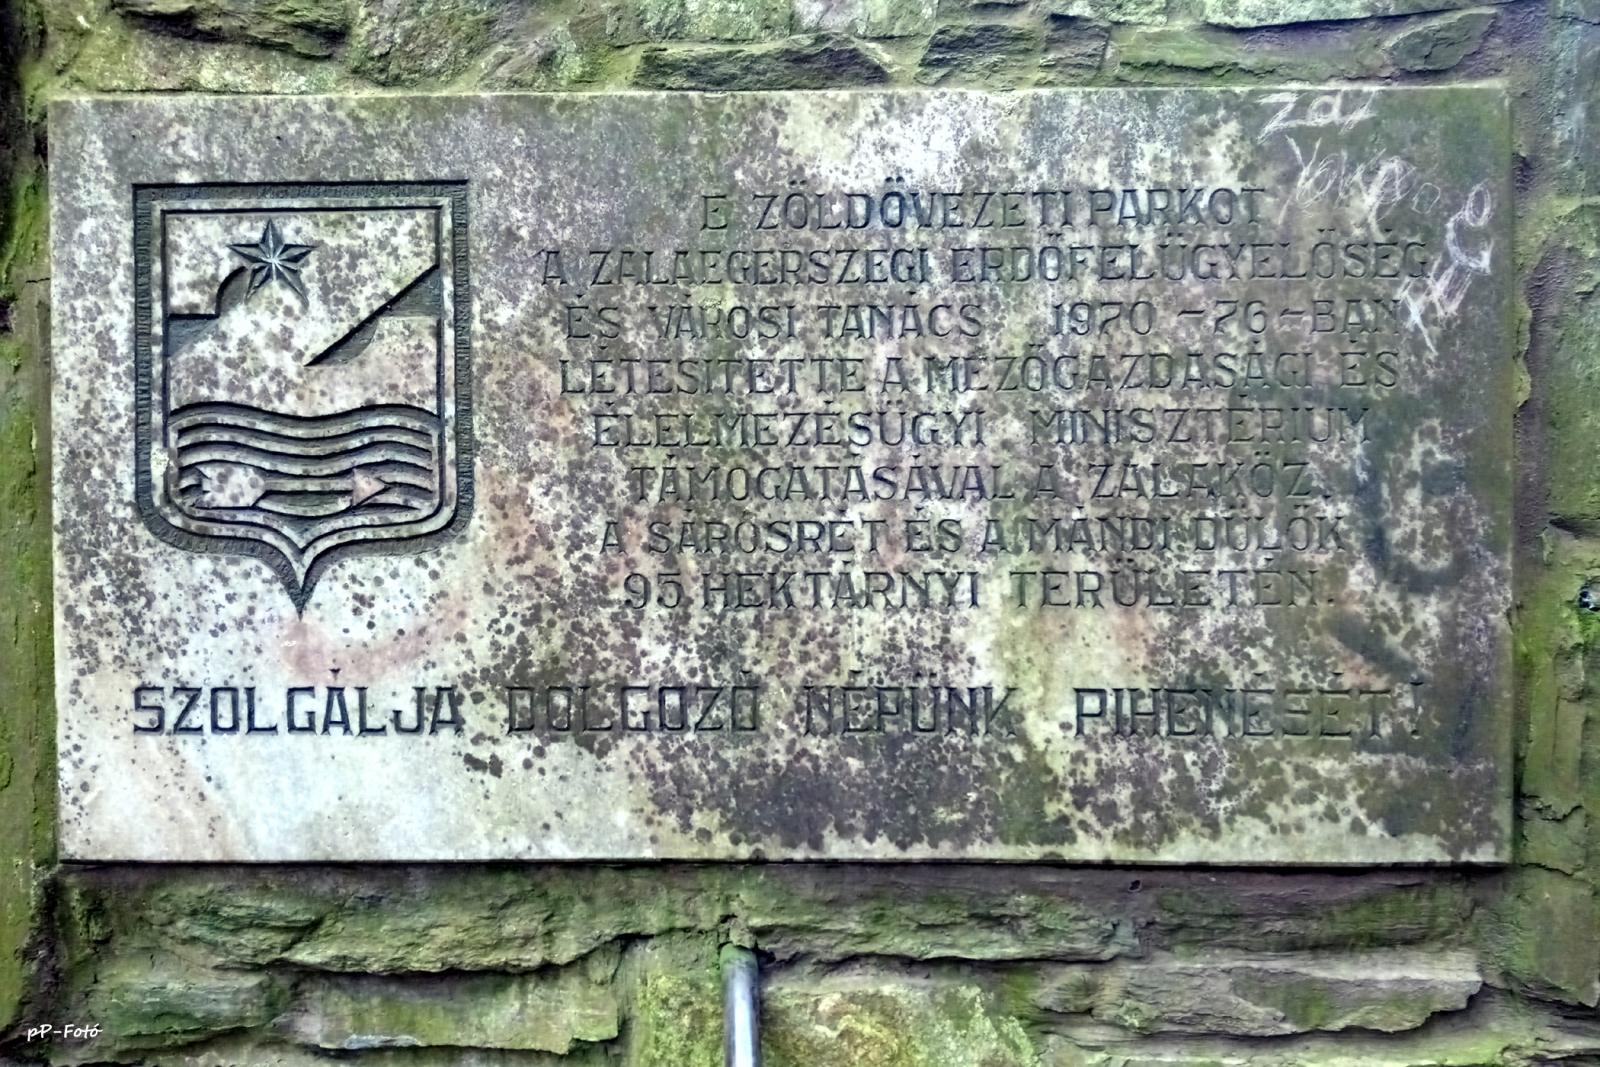 E ZÖLDÖVEZETI PARKOT
A ZALAEGERSZEGI ERDŐFELÜGYELŐSÉG
ÉS VÁROSI TANÁCS 1970-76-BAN
LÉTESITETTE A MEZŐGAZDASÁGI ÉS
ÉLELMEZÉSÜGYI MINISZTÉRIUM
TÁMOGATÁSÁVAL A ZALAKÖZ,
A SÁROSRÉT ÉS A MÁNDI DÜLŐK
95 HEKTÁRNYI TERÜLETÉN.
SZOLGÁLJA DOLGOZÓ NÉPÜNK PIHENÉSÉT!
pP-Fotó